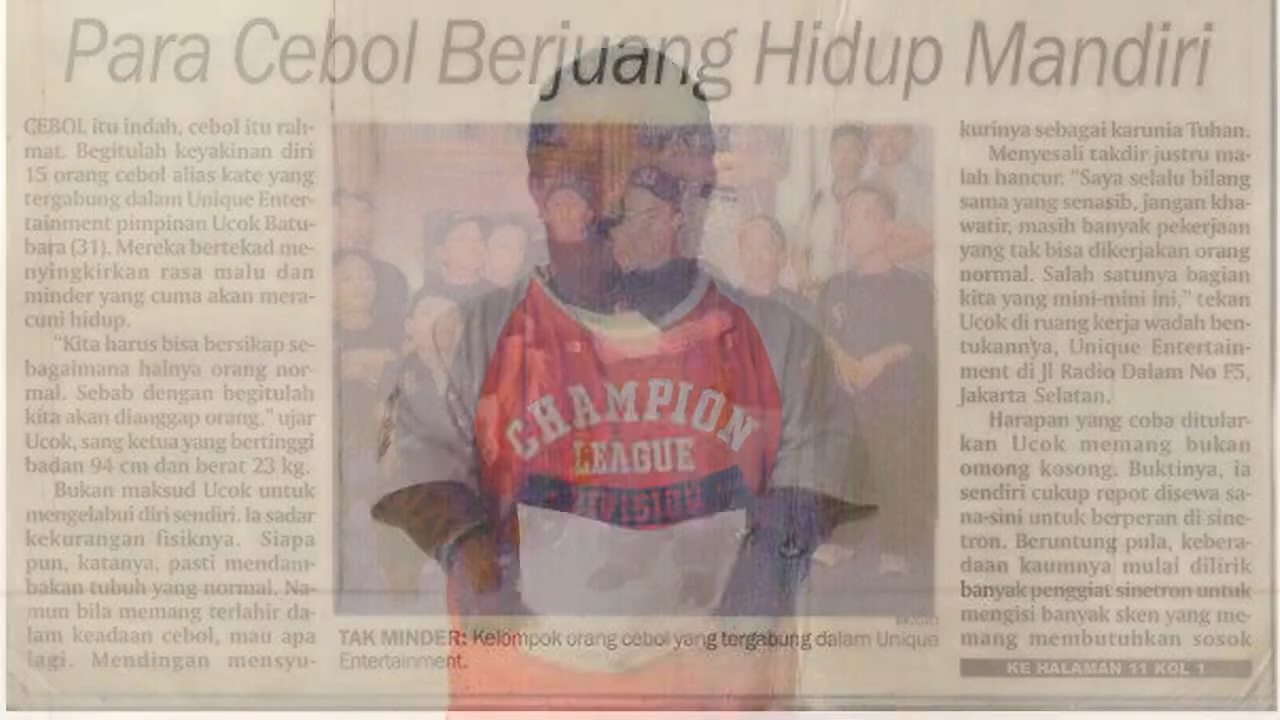 Para Cebol Berjuang Hidup Mandiri
CEBOL itu indah, cebol itu rah-
mat. Begitulah keyakinan diri
15 orang cebol alias kate yang
tergabung dalam Unique Enter-
tainment pimpinan Ucok Batu-
bara (31). Mereka bertekad me-
nyingkirkan rasa malu dan
minder yang cuma akan mera-
cuni hidup.
"Kita harus bisa bersikap se-
bagaimana halnya orang nor-
mal. Sebab dengan begitulah
kita akan dianggap orang," ujar
Ucok, sang ketua yang bertinggi
badan 94 cm dan berat 23 kg.
Bukan maksud Ucok untuk
mengelabui diri sendiri. Ia sadar
kekurangan fisiknya. Siapa
pun, katanya, pasti mendam-
bakan tubuh yang normal. Na-
mun bila memang terlahir da-
lam keadaan cebol, mau apa
lagi. Mendingan mensyu-
CHAMPION
LEAGUE
DIVISION
TAK MINDER: Kelompok orang cebol yang tergabung dalam Unique
Entertainment.
kurinya sebagai karunia Tuhan.
Menyesali takdir justru ma-
lah hancur. "Saya selalu bilang
sama yang senasib, jangan kha-
watir, masih banyak pekerjaan
yang tak bisa dikerjakan orang
normal. Salah satunya bagian
kita yang mini-mini ini," tekan
Ucok di ruang kerja wadah ben-
tukannya, Unique Entertain-
ment di Jl Radio Dalam No F5,
Jakarta Selatan.
Harapan yang coba ditular-
kan Ucok memang bukan
omong kosong. Buktinya, ia
sendiri cukup repot disewa sa-
na-sini untuk berperan di sine-
tron. Beruntung pula, kebera-
daan kaumnya mulai dilirik
banyak penggiat sinetron untuk
mengisi banyak sken yang me-
mang membutuhkan sosok
KE HALAMAN 11 KOL 1